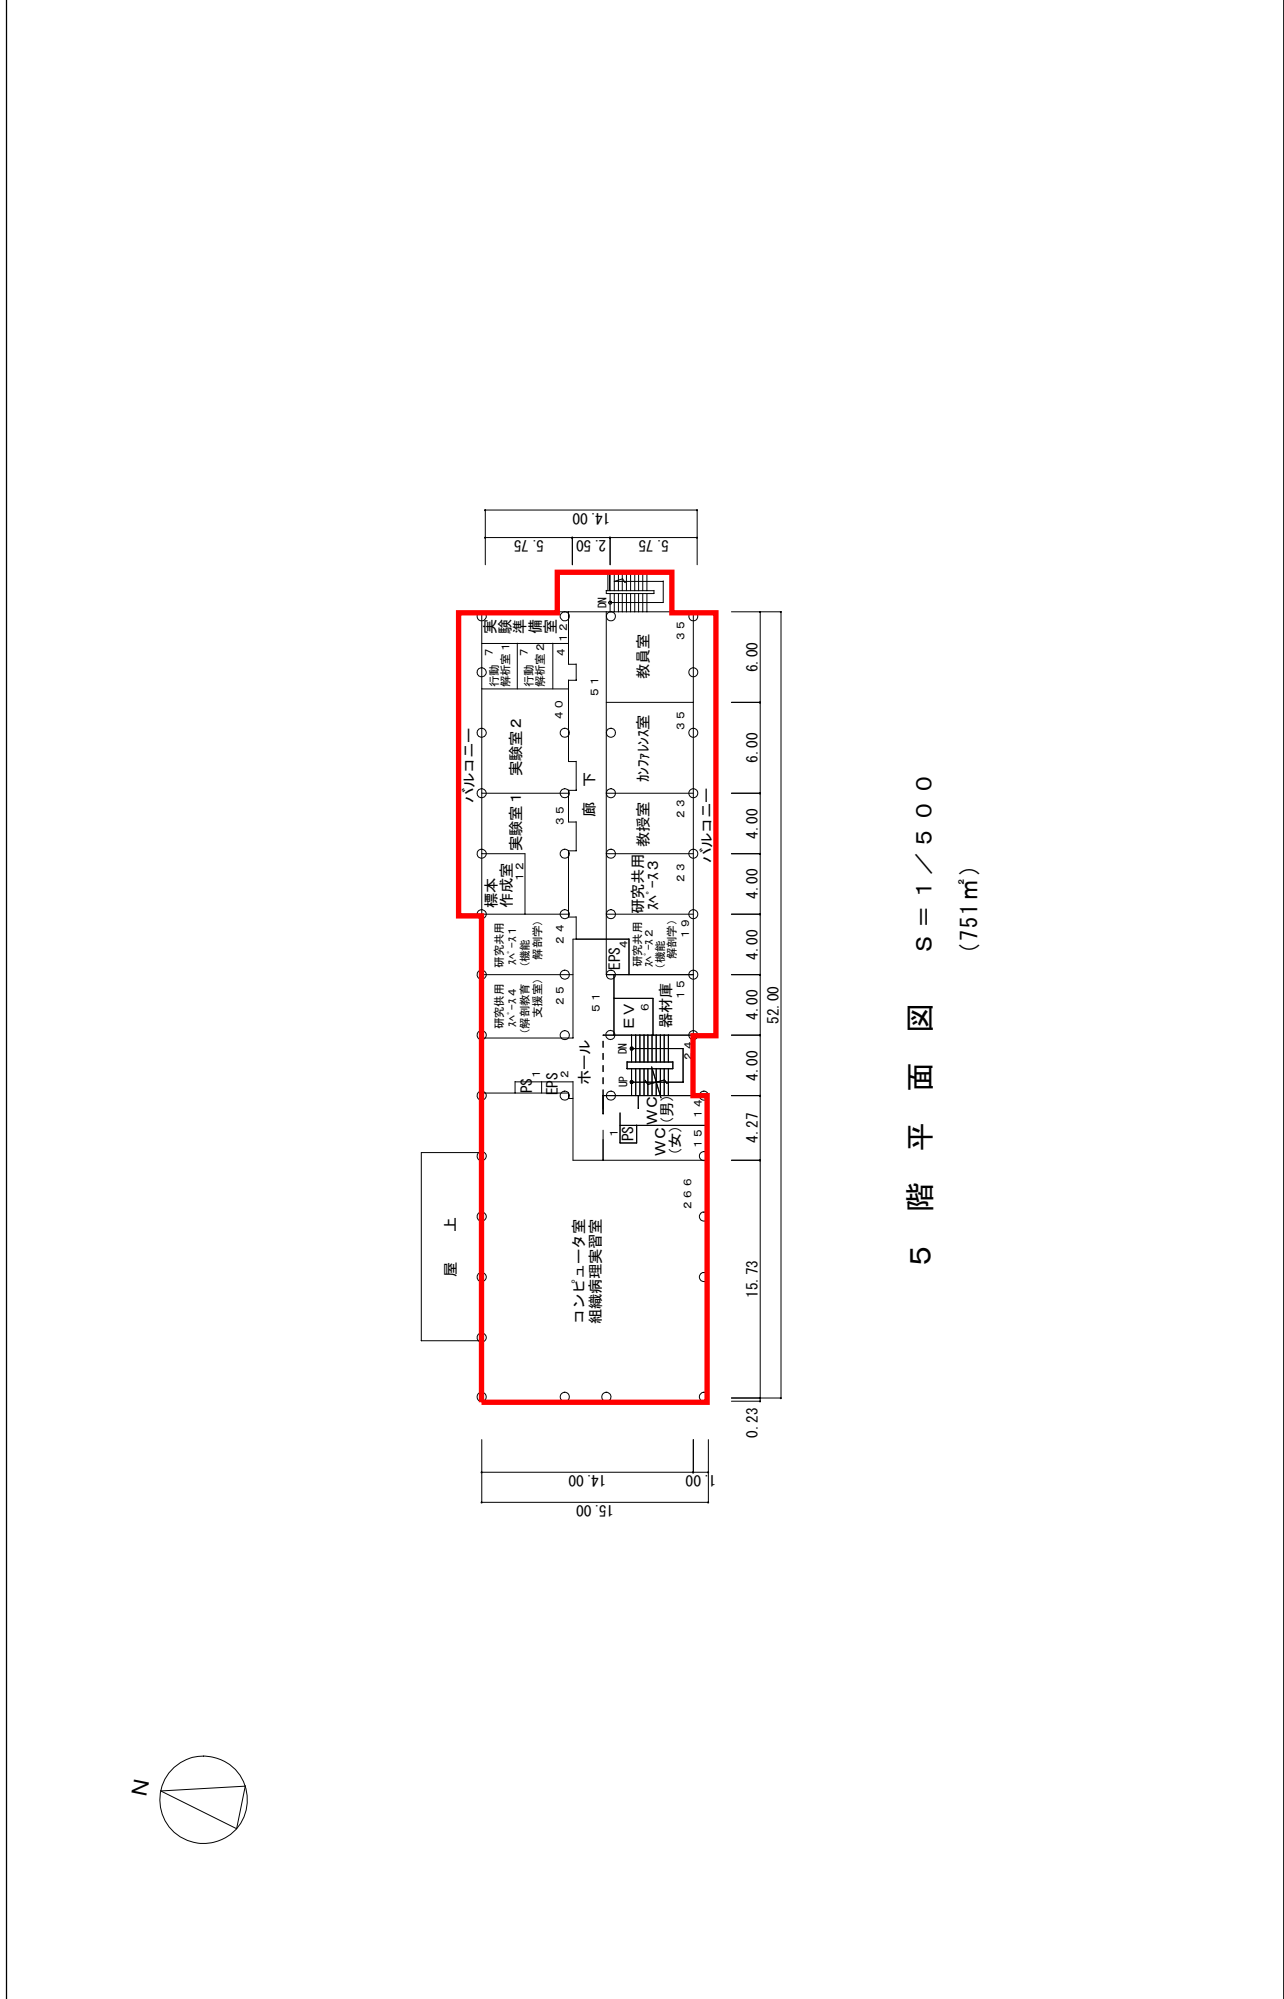 N
屋 上
コンピュータ室
組織病理実習室
266
PS
1
EPS
2
ホール
51
PS
1
WC
(女)
15
WC
(男)
14
UP
DN
24
研究供用
ｽﾍﾟｰｽ4
(解剖教育
支援室)
25
研究共用
ｽﾍﾟｰｽ1
(機能
解剖学)
24
EV
6
器材庫
15
EPS
4
研究共用
ｽﾍﾟｰｽ2
(機能
解剖学)
19
標本
作成室
12
実験室1
35
実験室2
40
行動
解析室1
7
行動
解析室2
7
4
実験準備室
12
バルコニー
廊 下
51
研究共用
ｽﾍﾟｰｽ3
23
教授室
23
ｶﾝﾌｧﾚﾝｽ室
35
教員室
35
DN
バルコニー
5.75
2.50
5.75
14.00
15.00
14.00
1.00
0.23
15.73
4.27
4.00
4.00
4.00
4.00
4.00
6.00
6.00
52.00
5 階 平 面 図 S=1/500
(751㎡)